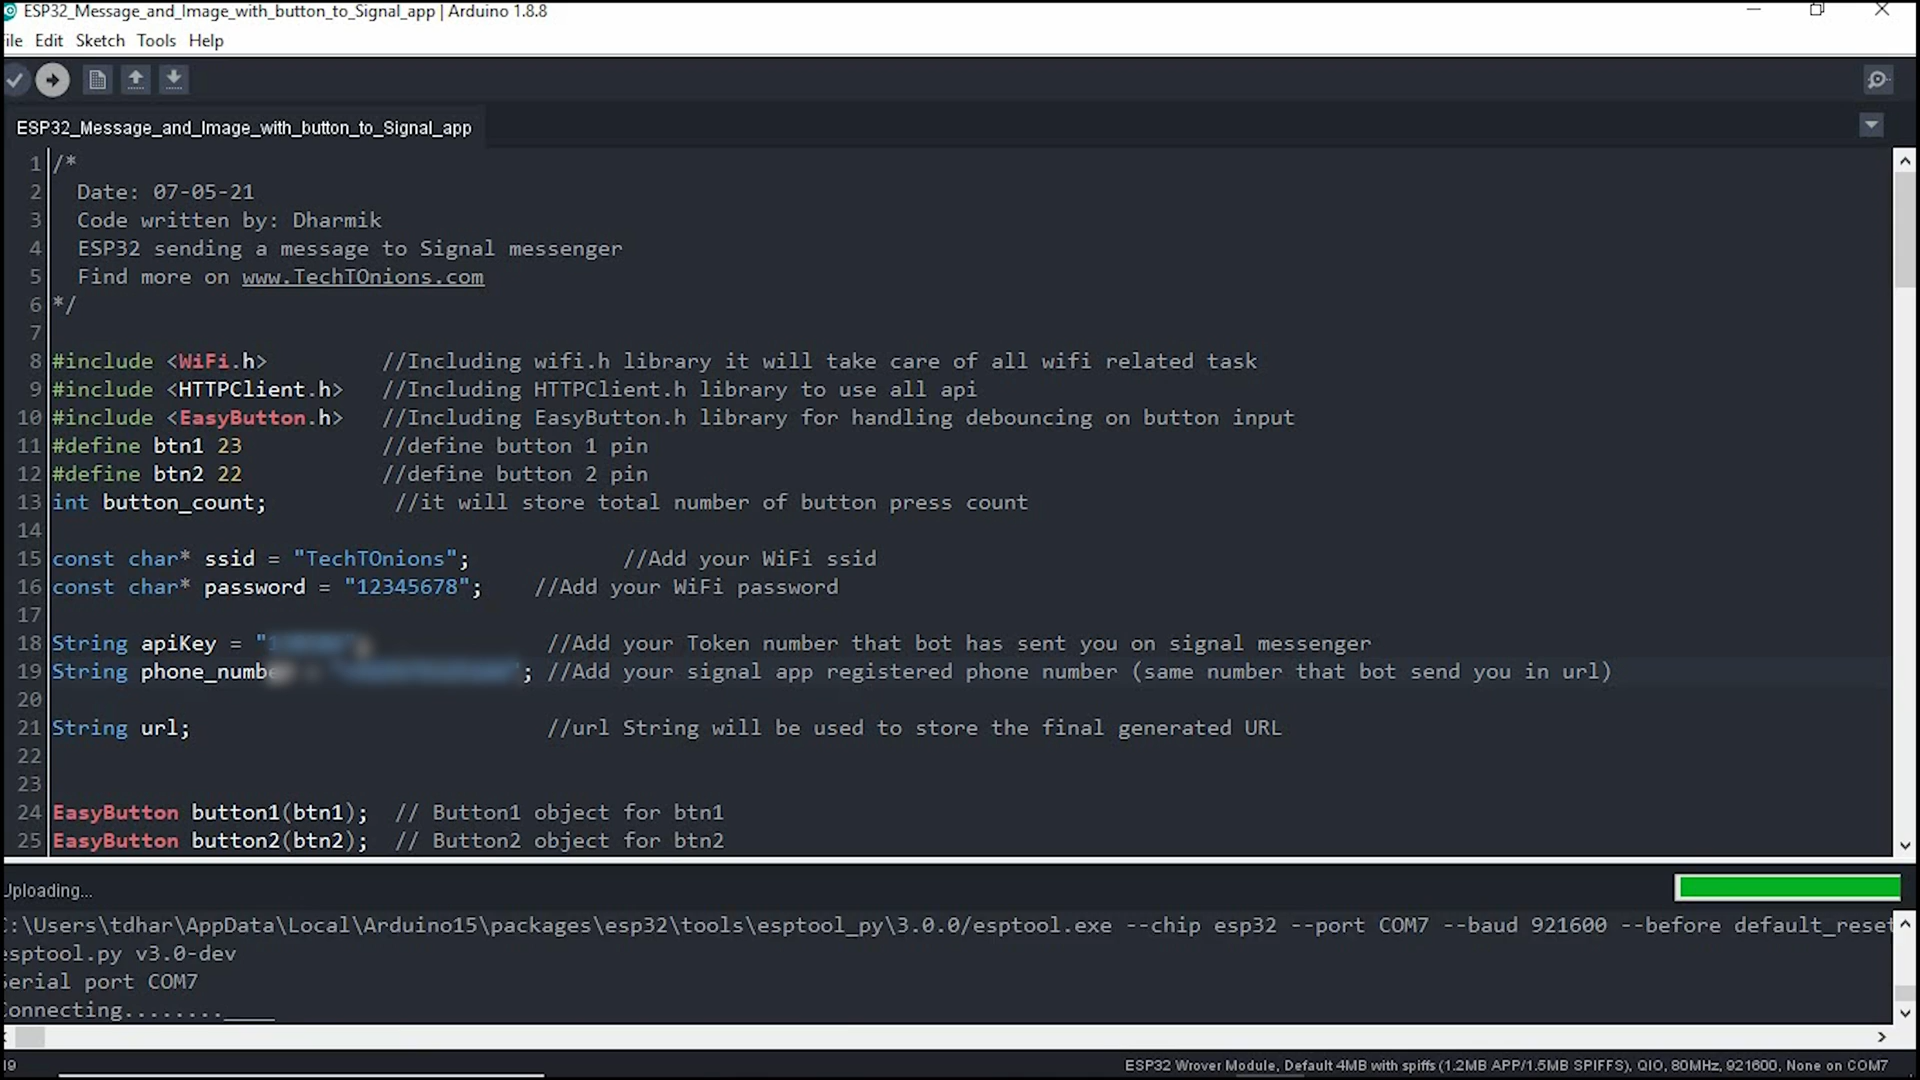 ESP32_Message_and_Image_with_button_to_Signal_app | Arduino 1.8.8
ile Edit Sketch Tools Help
ESP32_Message_and_Image_with_button_to_Signal_app
1 /*
2 Date: 07-05-21
3 Code written by: Dharmik
4 ESP32 sending a message to Signal messenger
5 Find more on www.TechTOnions.com
6 */
7
8 #include <WiFi.h> //Including wifi.h library it will take care of all wifi related task
9 #include <HTTPClient.h> //Including HTTPClient.h library to use all api
10 #include <EasyButton.h> //Including EasyButton.h library for handling debouncing on button input
11 #define btn1 23 //define button 1 pin
12 #define btn2 22 //define button 2 pin
13 int button_count; //it will store total number of button press count
14
15 const char* ssid = "TechTOnions"; //Add your WiFi ssid
16 const char* password = "12345678"; //Add your WiFi password
17
18 String apiKey = " //Add your Token number that bot has sent you on signal messenger
19 String phone_numbe ; //Add your signal app registered phone number (same number that bot send you in url)
20
21 String url; //url String will be used to store the final generated URL
22
23
24 EasyButton button1(btn1); // Button1 object for btn1
25 EasyButton button2(btn2); // Button2 object for btn2
Uploading...
C:\Users\tdhar\AppData\Local\Arduino15\packages\esp32\tools\esptool_py\3.0.0/esptool.exe --chip esp32 --port COM7 --baud 921600 --before default_reset
esptool.py v3.0-dev
Serial port COM7
Connecting........____
19
ESP32 Wrover Module, Default 4MB with spiffs (1.2MB APP/1.5MB SPIFFS), QIO, 80MHz, 921600, None on COM7